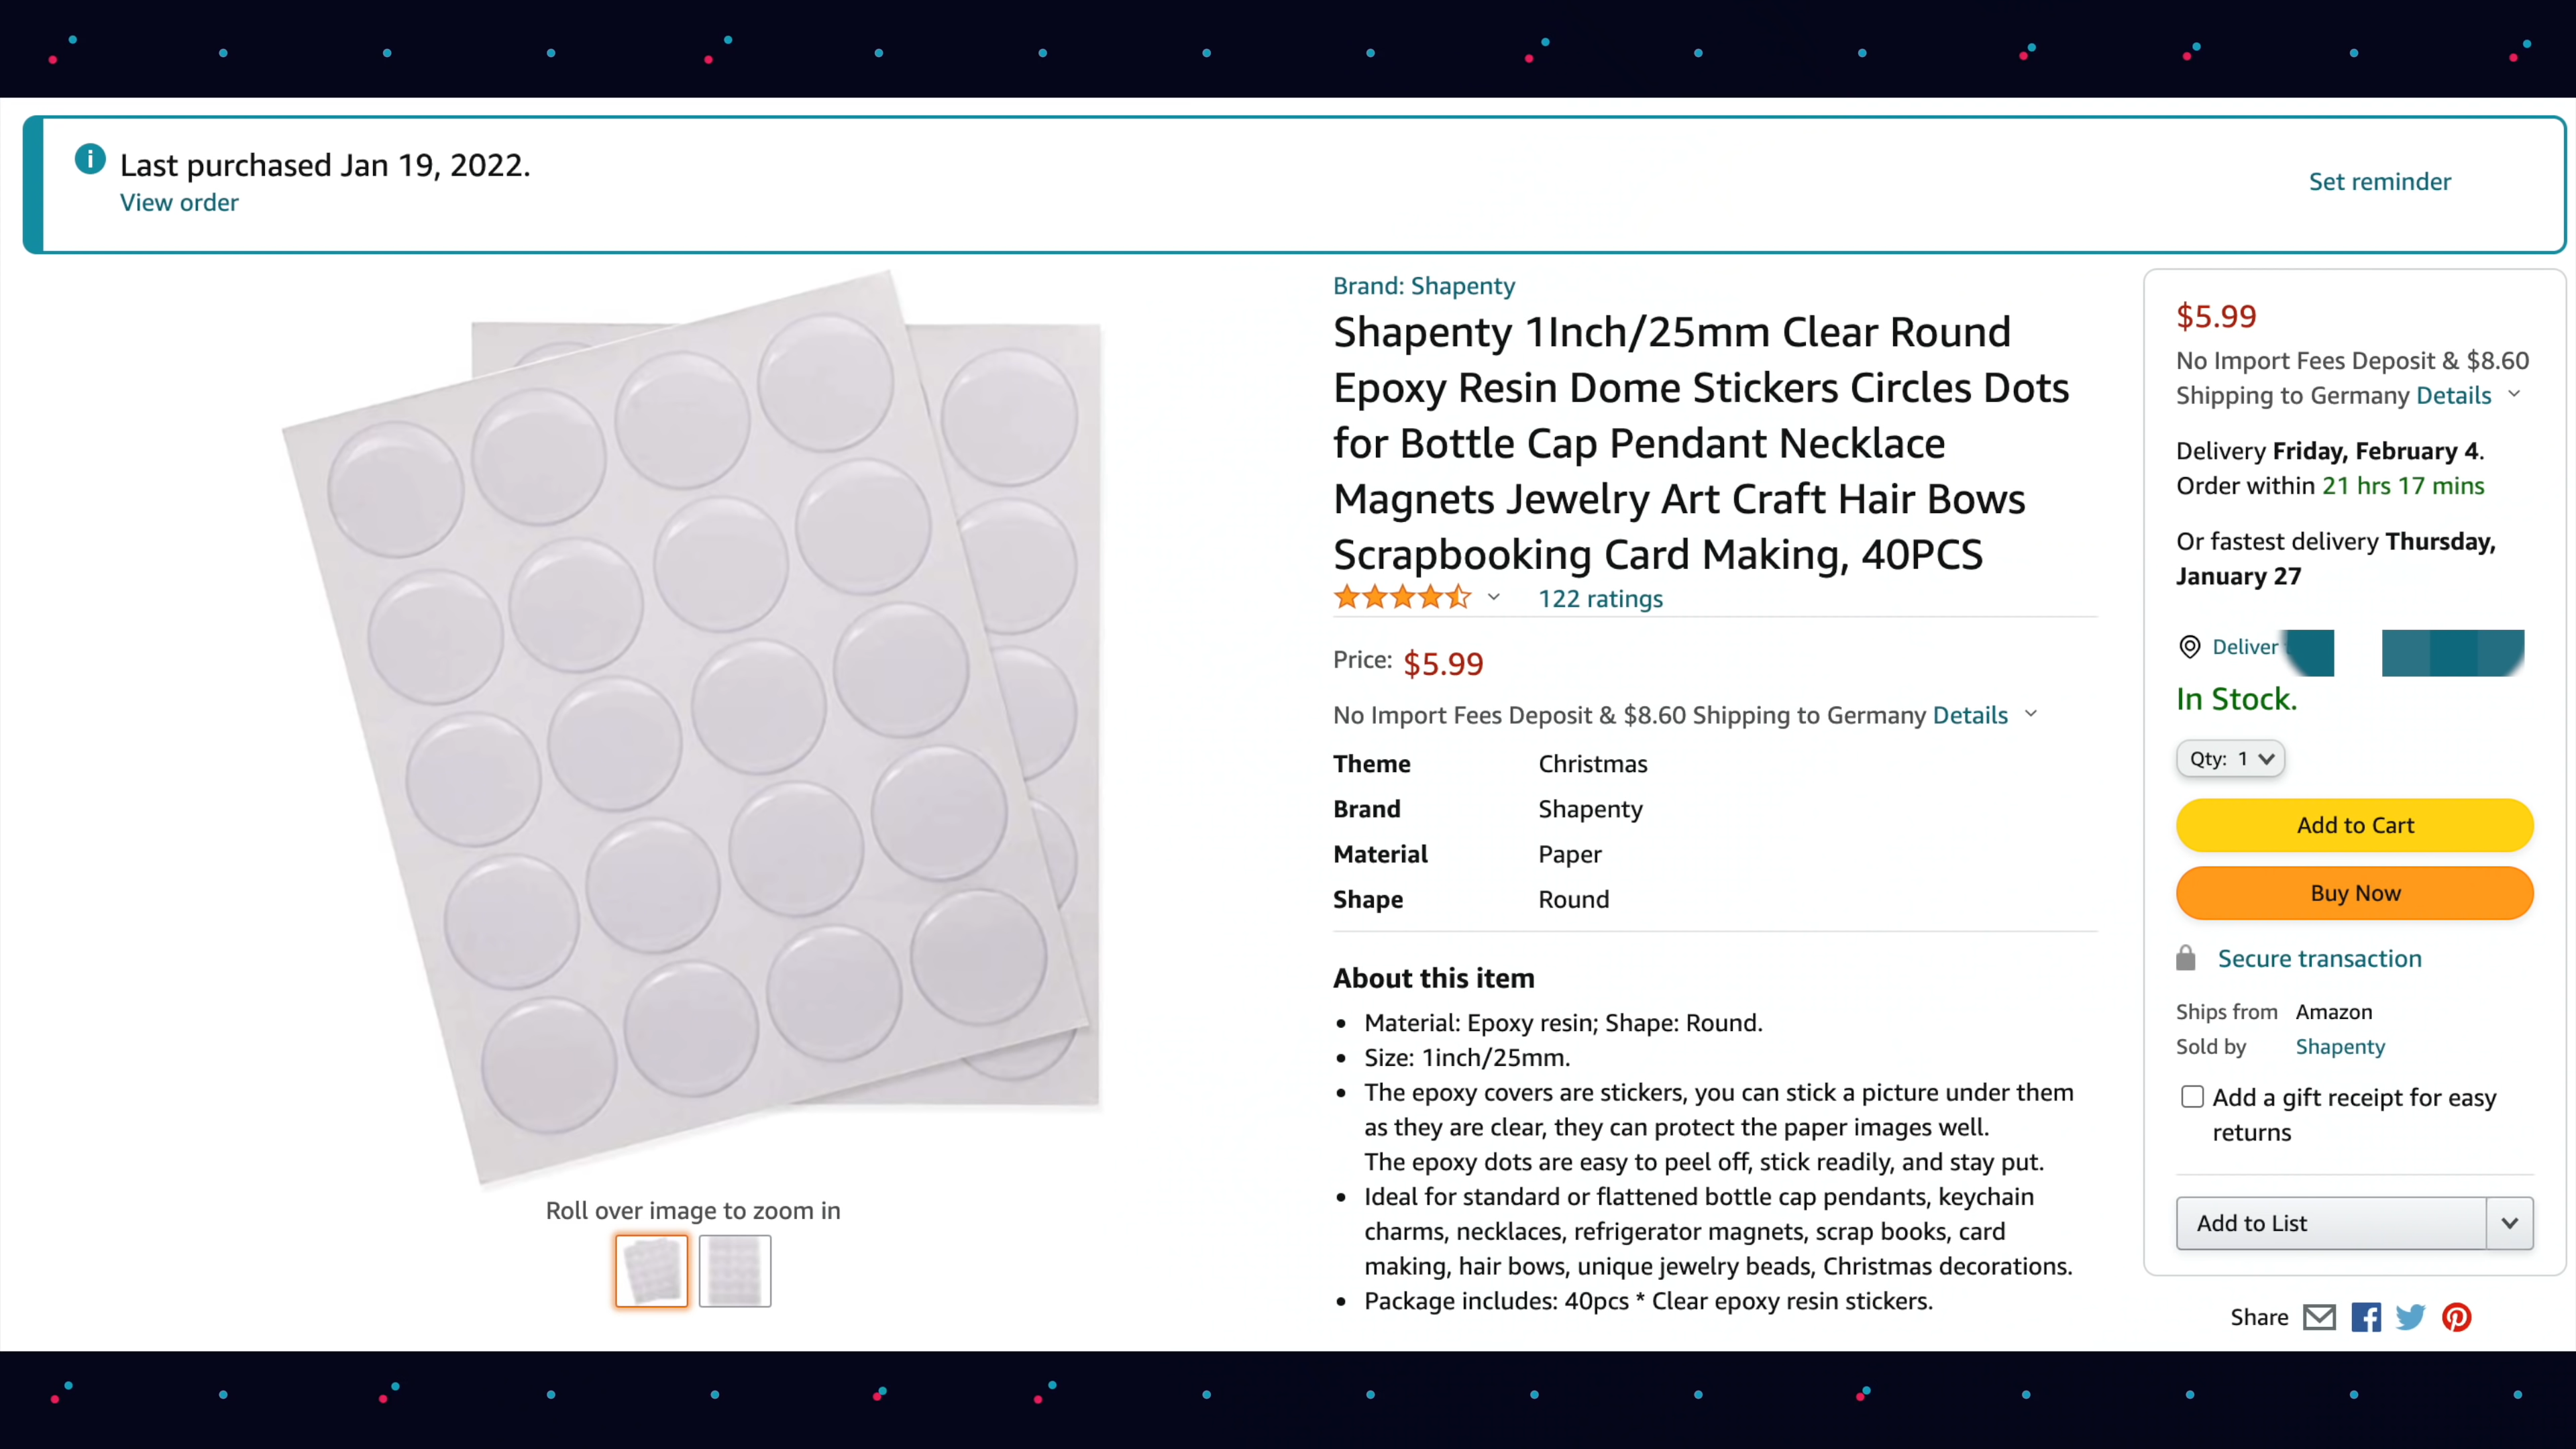 Last purchased Jan 19, 2022.
View order
Set reminder
Roll over image to zoom in
Brand: Shapenty
Shapenty 1Inch/25mm Clear Round
Epoxy Resin Dome Stickers Circles Dots
for Bottle Cap Pendant Necklace
Magnets Jewelry Art Craft Hair Bows
Scrapbooking Card Making, 40PCS
122 ratings
Price: $5.99
No Import Fees Deposit & $8.60 Shipping to Germany Details
Theme Christmas
Brand Shapenty
Material Paper
Shape Round
About this item
• Material: Epoxy resin; Shape: Round.
• Size: 1inch/25mm.
• The epoxy covers are stickers, you can stick a picture under them
as they are clear, they can protect the paper images well.
The epoxy dots are easy to peel off, stick readily, and stay put.
• Ideal for standard or flattened bottle cap pendants, keychain
charms, necklaces, refrigerator magnets, scrap books, card
making, hair bows, unique jewelry beads, Christmas decorations.
• Package includes: 40pcs * Clear epoxy resin stickers.
$5.99
No Import Fees Deposit & $8.60
Shipping to Germany Details
Delivery Friday, February 4.
Order within 21 hrs 17 mins
Or fastest delivery Thursday,
January 27
Deliver
In Stock.
Qty: 1
Add to Cart
Buy Now
Secure transaction
Ships from Amazon
Sold by Shapenty
Add a gift receipt for easy
returns
Add to List
Share